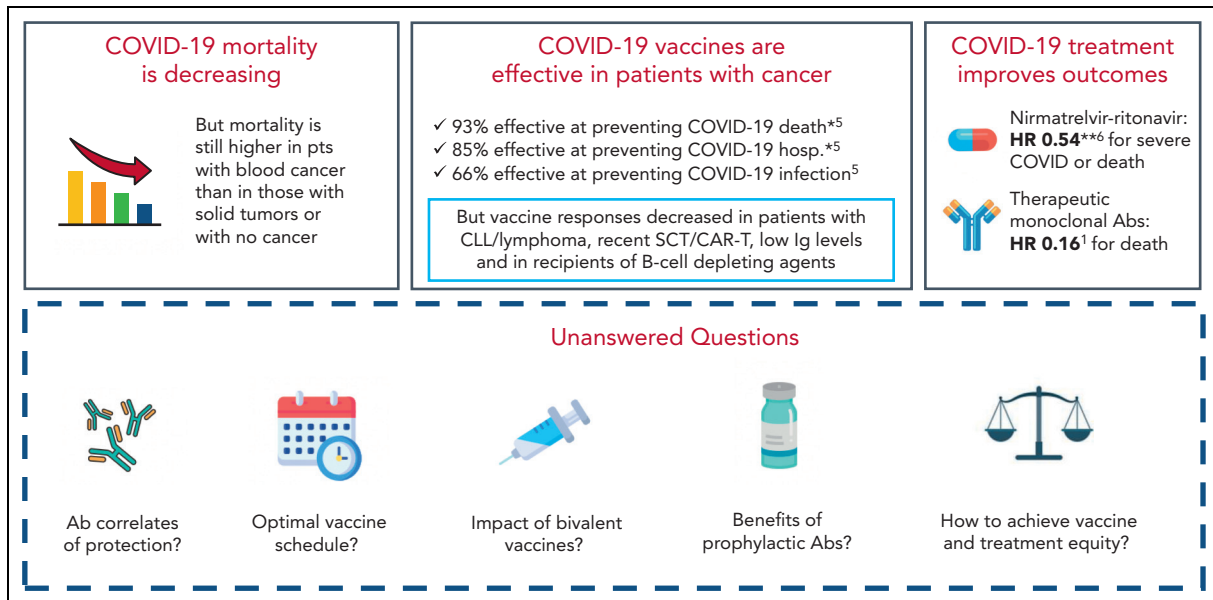 COVID-19 mortality
is decreasing
But mortality is
still higher in pts
with blood cancer
than in those with
solid tumors or
with no cancer
COVID-19 vaccines are
effective in patients with cancer
✓ 93% effective at preventing COVID-19 death*⁵
✓ 85% effective at preventing COVID-19 hosp.*⁵
✓ 66% effective at preventing COVID-19 infection⁵
But vaccine responses decreased in patients with
CLL/lymphoma, recent SCT/CAR-T, low Ig levels
and in recipients of B-cell depleting agents
COVID-19 treatment
improves outcomes
Nirmatrelvir-ritonavir:
HR 0.54**⁶ for severe
COVID or death
Therapeutic
monoclonal Abs:
HR 0.16¹ for death
Unanswered Questions
Ab correlates
of protection?
Optimal vaccine
schedule?
Impact of bivalent
vaccines?
Benefits of
prophylactic Abs?
How to achieve vaccine
and treatment equity?